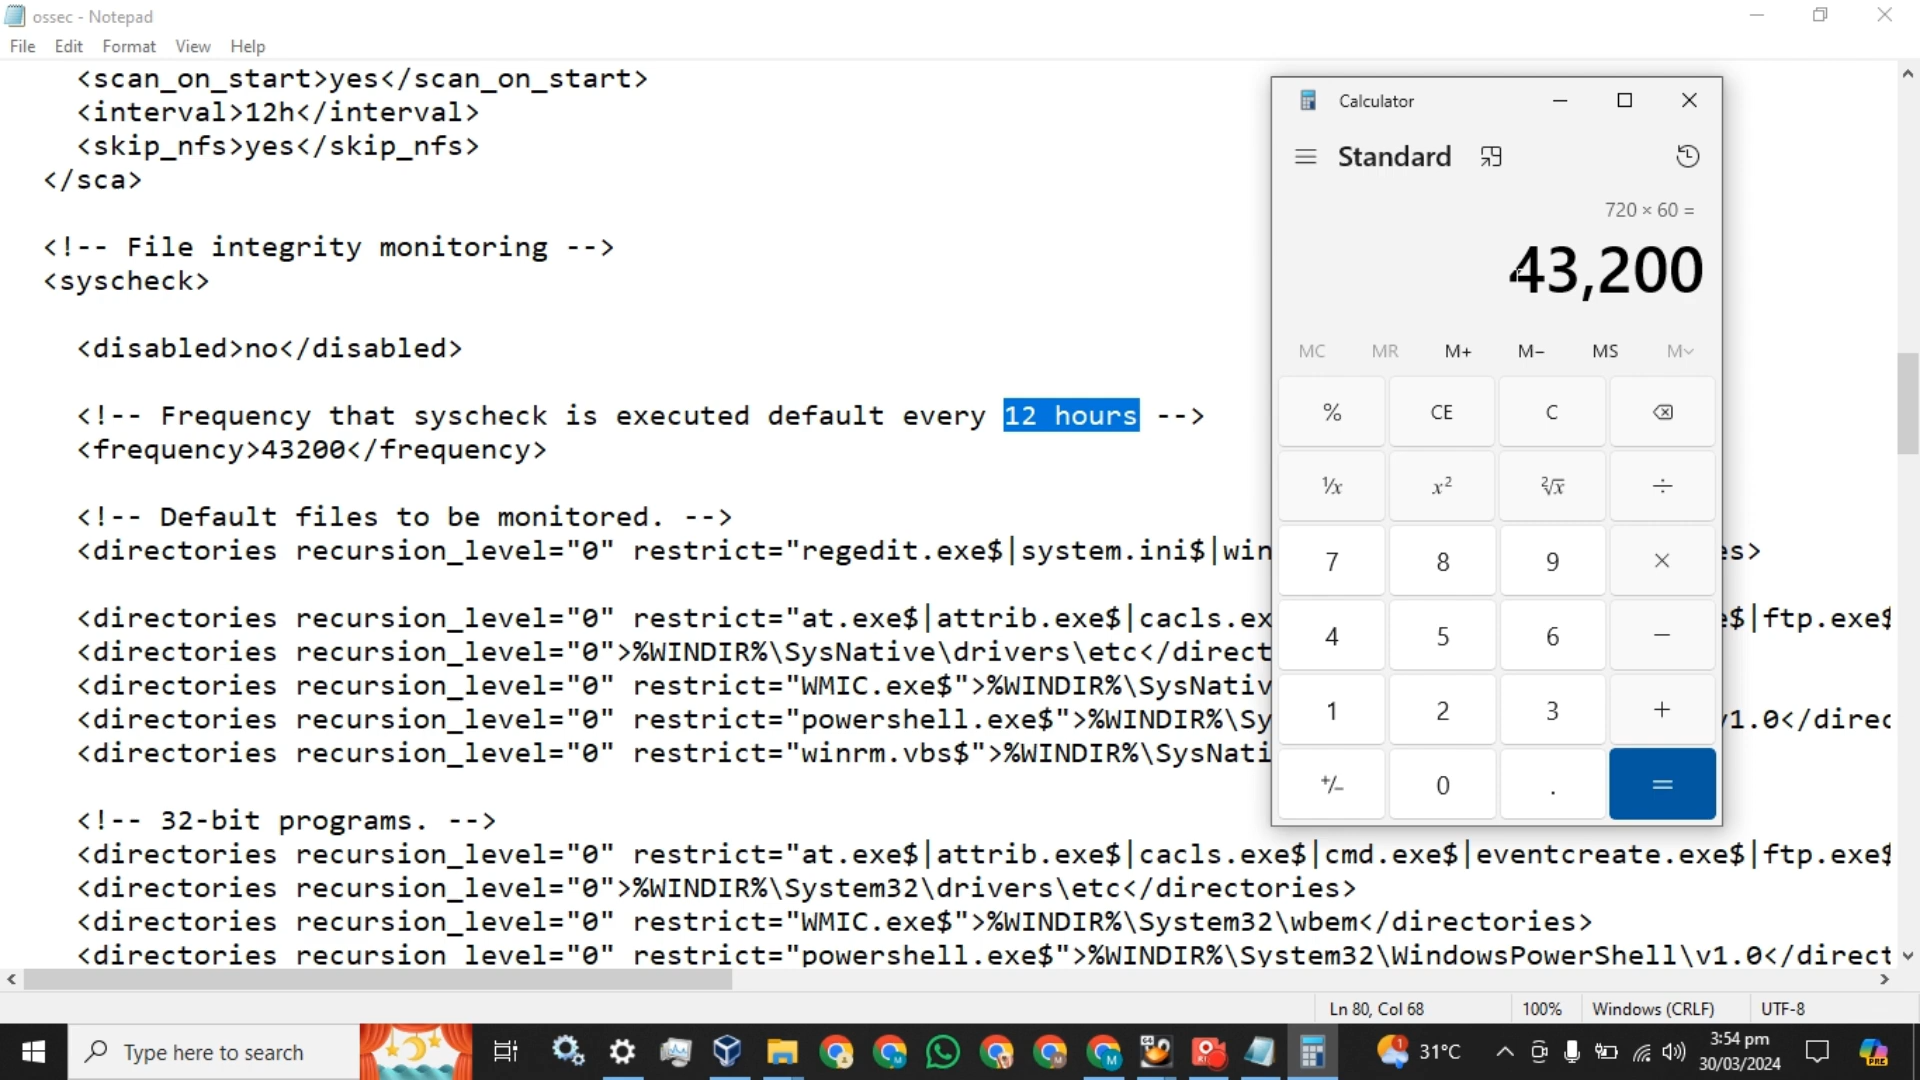 ossec - Notepad
File Edit Format View Help
<scan_on_start>yes</scan_on_start>
<interval>12h</interval>
<skip_nfs>yes</skip_nfs>
</sca>
<!-- File integrity monitoring -->
<syscheck>
<disabled>no</disabled>
<!-- Frequency that syscheck is executed default every 12 hours -->
<frequency>43200</frequency>
<!-- Default files to be monitored. -->
<directories recursion_level="0" restrict="regedit.exe$|system.ini$|win es>
<directories recursion_level="0" restrict="at.exe$|attrib.exe$|cacls.ex $|ftp.exe$
<directories recursion_level="0">%WINDIR%\SysNative\drivers\etc</direct
<directories recursion_level="0" restrict="WMIC.exe$">%WINDIR%\SysNativ
<directories recursion_level="0" restrict="powershell.exe$">%WINDIR%\Sy v1.0</direc
<directories recursion_level="0" restrict="winrm.vbs$">%WINDIR%\SysNati
<!-- 32-bit programs. -->
<directories recursion_level="0" restrict="at.exe$|attrib.exe$|cacls.exe$|cmd.exe$|eventcreate.exe$|ftp.exe$
<directories recursion_level="0">%WINDIR%\System32\drivers\etc</directories>
<directories recursion_level="0" restrict="WMIC.exe$">%WINDIR%\System32\wbem</directories>
<directories recursion_level="0" restrict="powershell.exe$">%WINDIR%\System32\WindowsPowerShell\v1.0</direct
Calculator
Standard
720 × 60 =
43,200
MC MR M+ M− MS M
% CE C
¹/x x² ²√x ÷
7 8 9 ×
4 5 6 −
1 2 3 +
+/− 0 . =
Ln 80, Col 68 100% Windows (CRLF) UTF-8
Type here to search
1
31°C
3:54 pm
30/03/2024
PRE